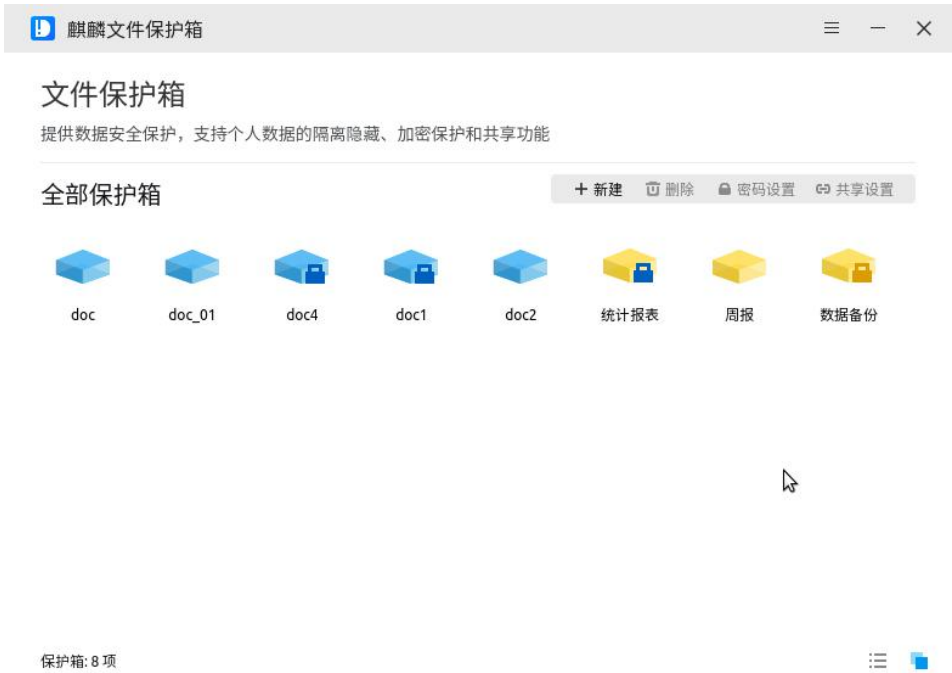 麒麟文件保护箱
文件保护箱
提供数据安全保护，支持个人数据的隔离隐藏、加密保护和共享功能
全部保护箱
新建 删除 密码设置 共享设置
doc doc_01 doc4 doc1 doc2 统计报表 周报 数据备份
保护箱: 8 项